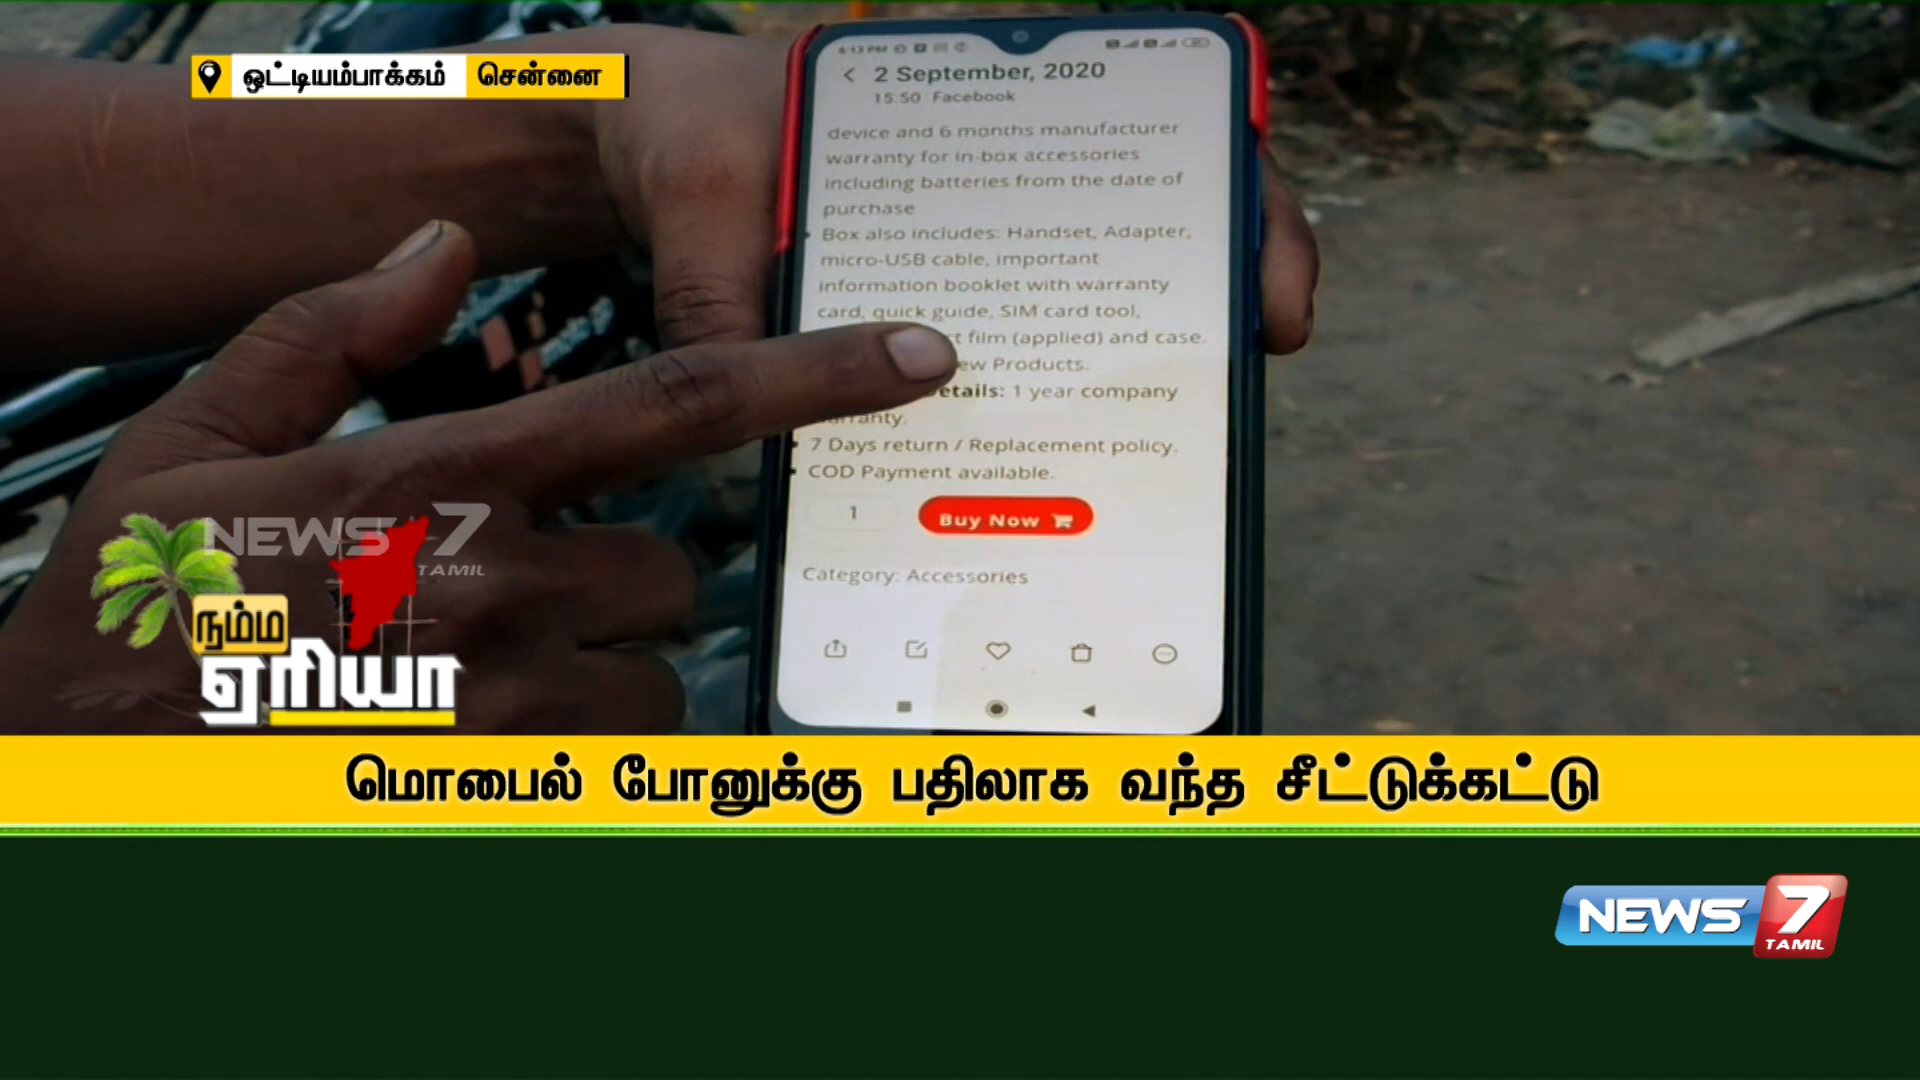 ஒட்டியம்பாக்கம் சென்னை
6:13 PM
2 September, 2020
15:50 Facebook
device and 6 months manufacturer
warranty for in-box accessories
including batteries from the date of
purchase
Box also includes: Handset, Adapter,
micro-USB cable, important
information booklet with warranty
card, quick guide, SIM card tool,
film (applied) and case.
Products.
1 year company
7 Days return / Replacement policy.
COD Payment available.
1 Buy Now
Category: Accessories
NEWS 7
TAMIL
நம்ம
ஏரியா
மொபைல் போனுக்கு பதிலாக வந்த சீட்டுக்கட்டு
NEWS 7
TAMIL